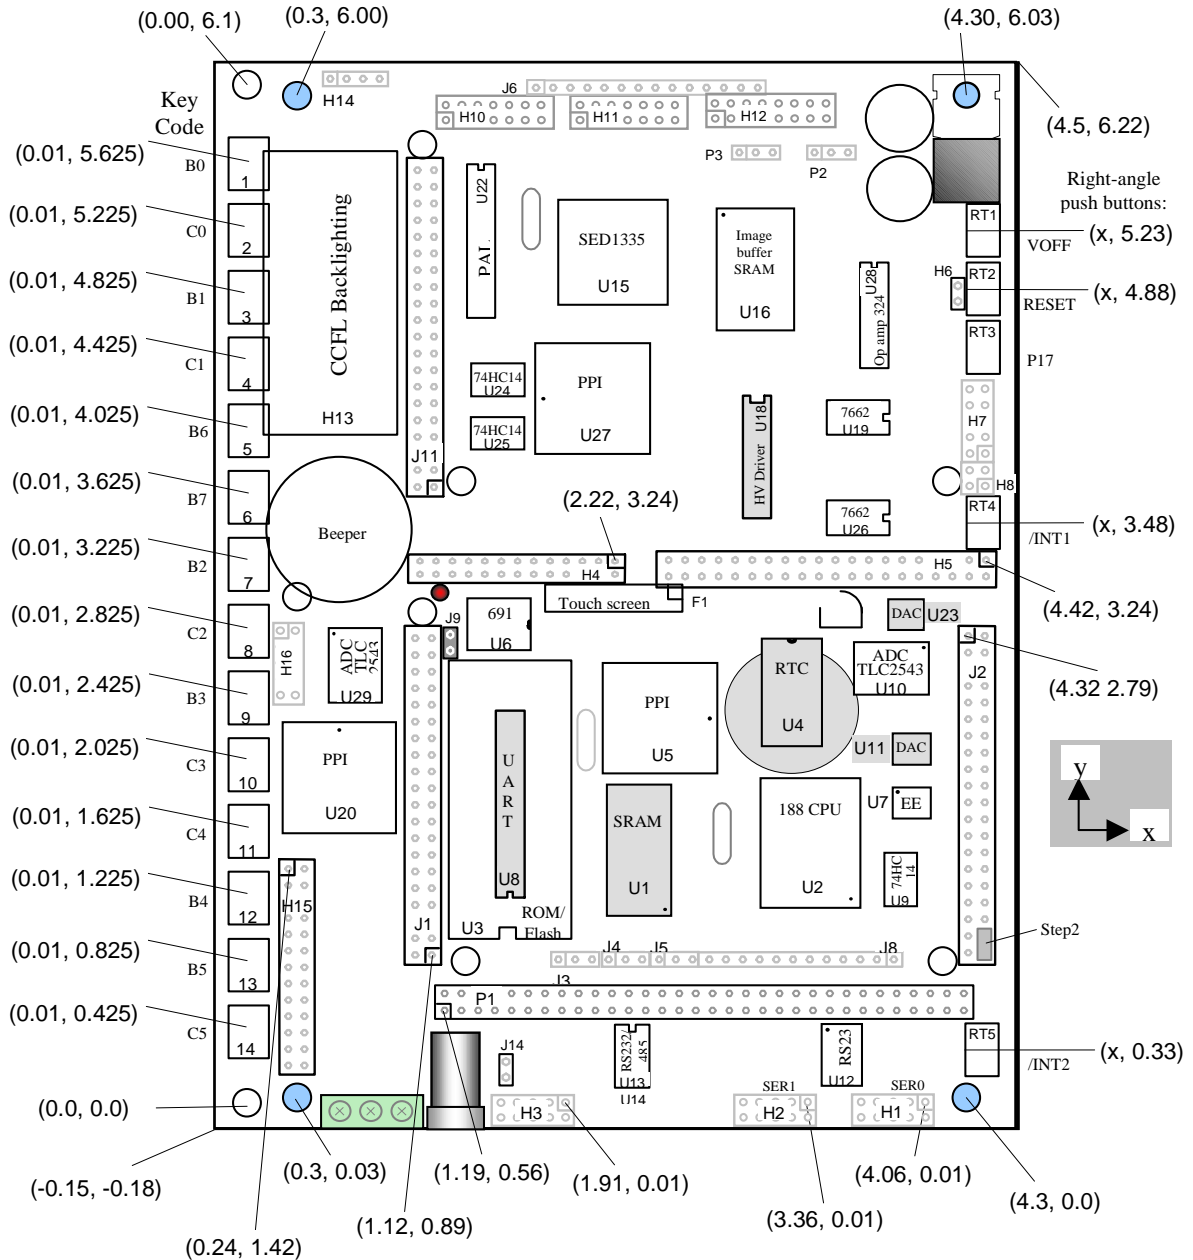 (0.00, 6.1)
(0.3, 6.00)
(4.30, 6.03)
Key
Code
H14
J6
H10
H11
H12
(4.5, 6.22)
(0.01, 5.625)
B0
1
P3
P2
Right-angle
push buttons:
(0.01, 5.225)
C0
2
CCFL Backlighting
H13
U22
PAL
SED1335
U15
Image
buffer
SRAM
U16
RT1
VOFF
(x, 5.23)
(0.01, 4.825)
B1
3
U28
Op amp 324
H6
RT2
RESET
(x, 4.88)
(0.01, 4.425)
C1
4
RT3
P17
74HC14
U24
PPI
U27
(0.01, 4.025)
B6
5
74HC14
U25
U18
HV Driver
7662
U19
H7
J11
(0.01, 3.625)
B7
6
H8
(2.22, 3.24)
7662
U26
RT4
/INT1
(x, 3.48)
Beeper
(0.01, 3.225)
B2
7
H4
H5
Touch screen
F1
(4.42, 3.24)
(0.01, 2.825)
C2
8
H16
ADC
TLC
2543
U29
J9
691
U6
DAC
U23
RTC
U4
ADC
TLC2543
U10
J2
(4.32 2.79)
(0.01, 2.425)
B3
9
PPI
U5
(0.01, 2.025)
C3
10
PPI
U20
UART
U8
U11
DAC
y
x
(0.01, 1.625)
C4
11
SRAM
U1
188 CPU
U2
U7
EE
74HC
14
U9
(0.01, 1.225)
B4
12
H15
J1
U3
ROM/
Flash
Step2
(0.01, 0.825)
B5
13
J3
J4
J5
J8
P1
(0.01, 0.425)
C5
14
J14
RS232/
485
U13
U14
RS23
U12
RT5
/INT2
(x, 0.33)
(0.0, 0.0)
H3
SER1
H2
SER0
H1
(-0.15, -0.18)
(0.3, 0.03)
(1.19, 0.56)
(1.91, 0.01)
(4.06, 0.01)
(4.3, 0.0)
(0.24, 1.42)
(1.12, 0.89)
(3.36, 0.01)